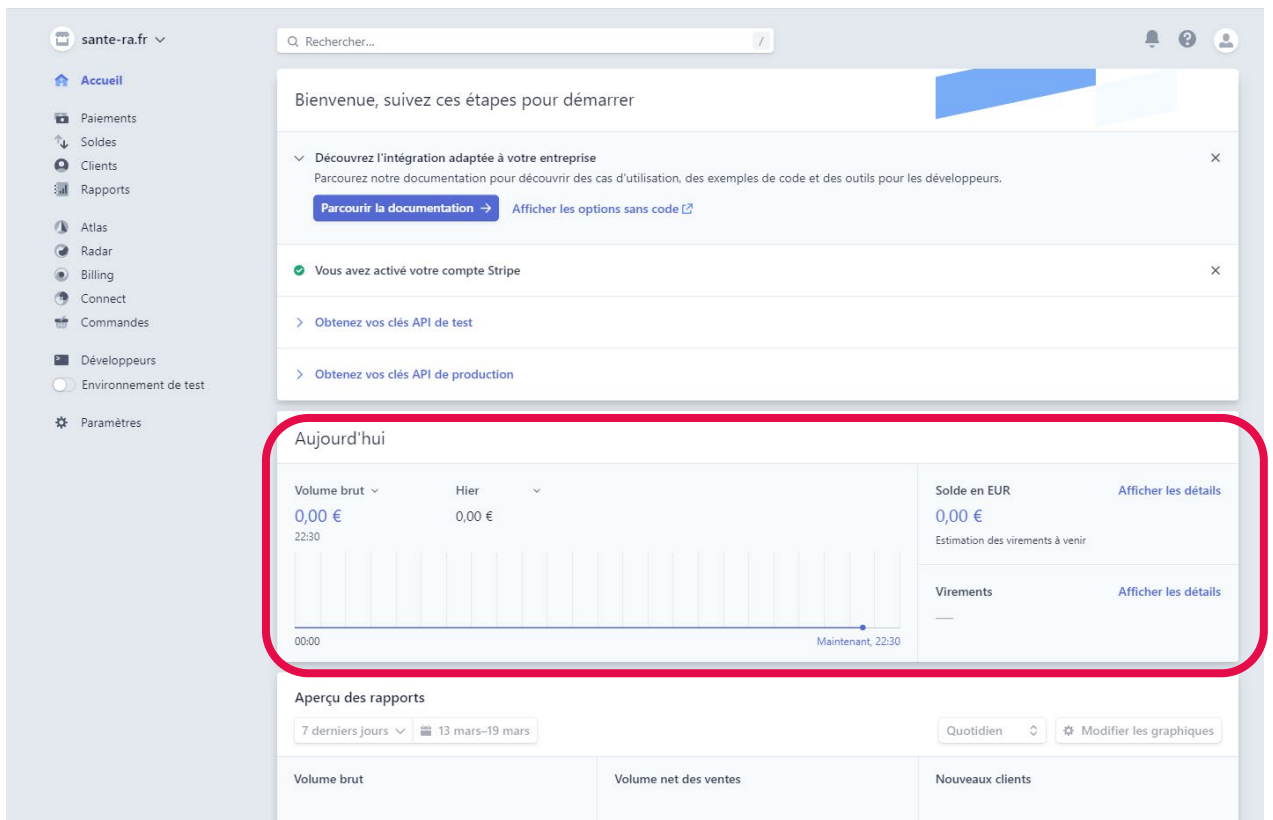 sante-ra.fr
Rechercher... /
Accueil
Paiements
Soldes
Clients
Rapports
Atlas
Radar
Billing
Connect
Commandes
Développeurs
Environnement de test
Paramètres
Bienvenue, suivez ces étapes pour démarrer
Découvrez l'intégration adaptée à votre entreprise
Parcourez notre documentation pour découvrir des cas d'utilisation, des exemples de code et des outils pour les développeurs.
Parcourir la documentation → Afficher les options sans code
Vous avez activé votre compte Stripe
Obtenez vos clés API de test
Obtenez vos clés API de production
Aujourd'hui
Volume brut Hier
0,00 € 0,00 €
22:30
00:00 Maintenant, 22:30
Solde en EUR Afficher les détails
0,00 €
Estimation des virements à venir
Virements Afficher les détails
—
Aperçu des rapports
7 derniers jours 13 mars–19 mars Quotidien Modifier les graphiques
Volume brut Volume net des ventes Nouveaux clients